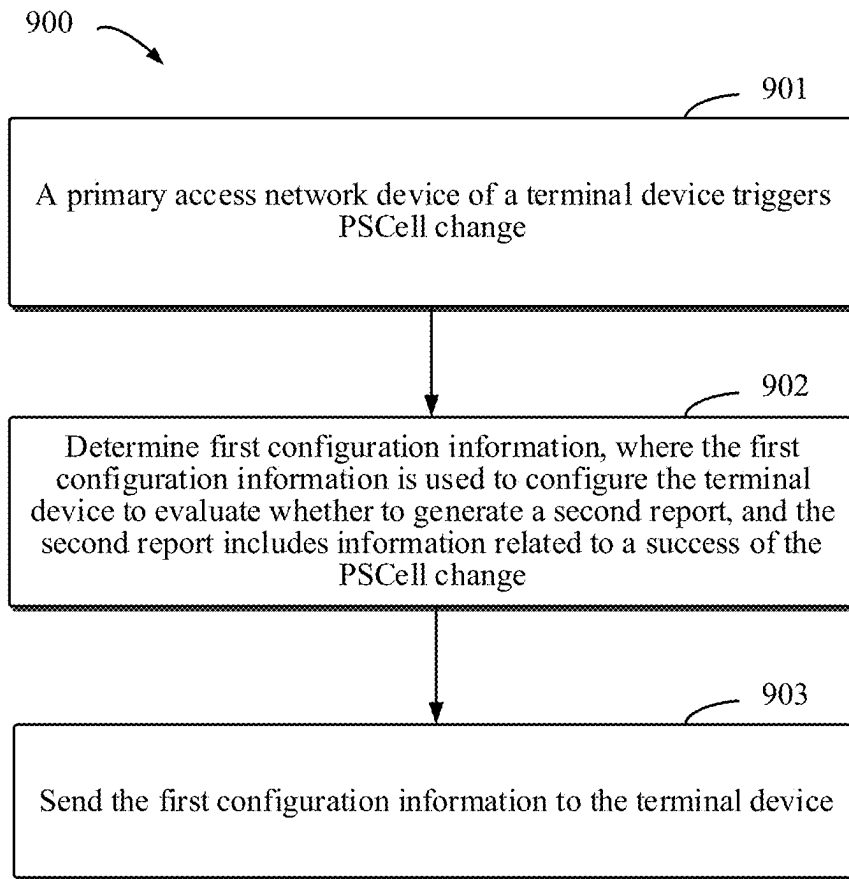 900
901
A primary access network device of a terminal device triggers
PSCell change
902
Determine first configuration information, where the first
configuration information is used to configure the terminal
device to evaluate whether to generate a second report, and the
second report includes information related to a success of the
PSCell change
903
Send the first configuration information to the terminal device